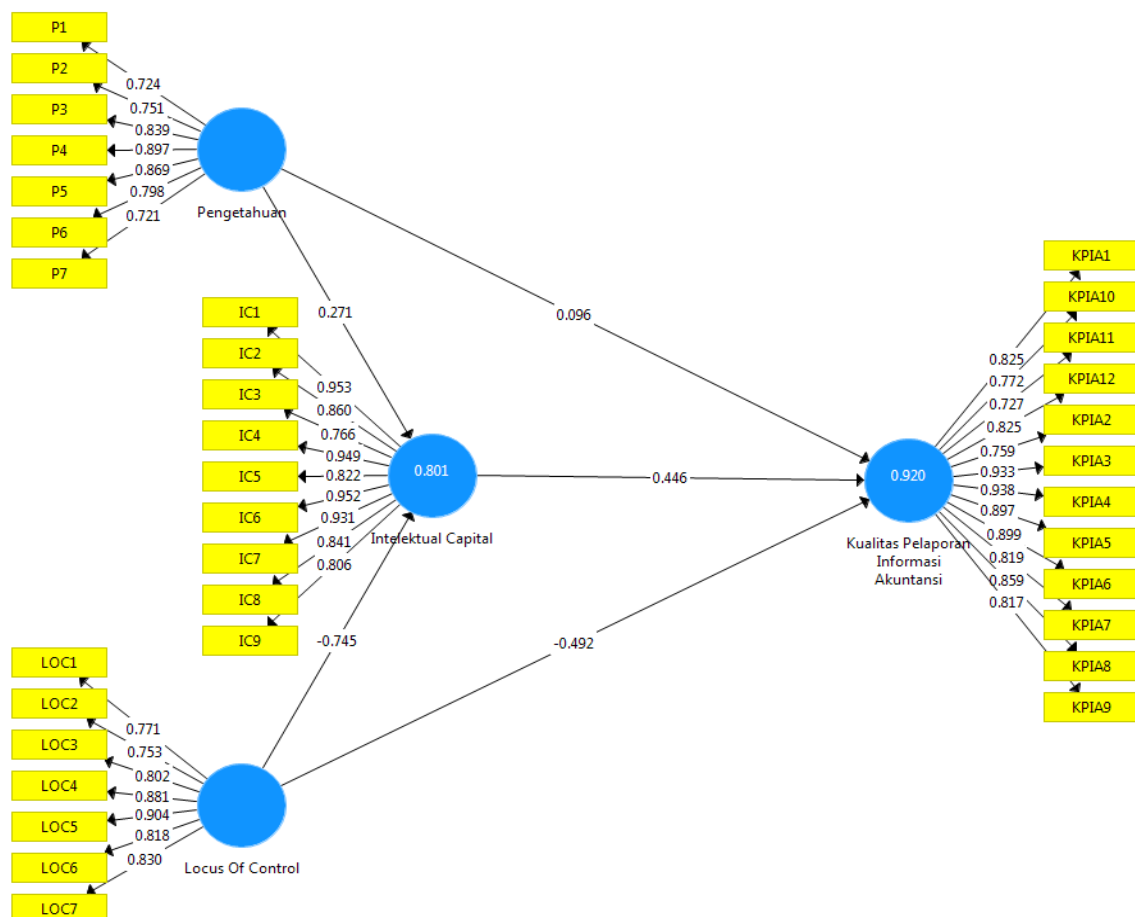 P1
P2
P3
P4
P5
P6
P7
0.724
0.751
0.839
0.897
0.869
0.798
0.721
Pengetahuan
0.271
0.096
IC1
IC2
IC3
IC4
IC5
IC6
IC7
IC8
IC9
0.953
0.860
0.766
0.949
0.822
0.952
0.931
0.841
0.806
0.801
Intelektual Capital
0.446
-0.745
-0.492
LOC1
LOC2
LOC3
LOC4
LOC5
LOC6
LOC7
0.771
0.753
0.802
0.881
0.904
0.818
0.830
Locus Of Control
0.920
Kualitas Pelaporan
Informasi
Akuntansi
0.825
0.772
0.727
0.825
0.759
0.933
0.938
0.897
0.899
0.819
0.859
0.817
KPIA1
KPIA10
KPIA11
KPIA12
KPIA2
KPIA3
KPIA4
KPIA5
KPIA6
KPIA7
KPIA8
KPIA9